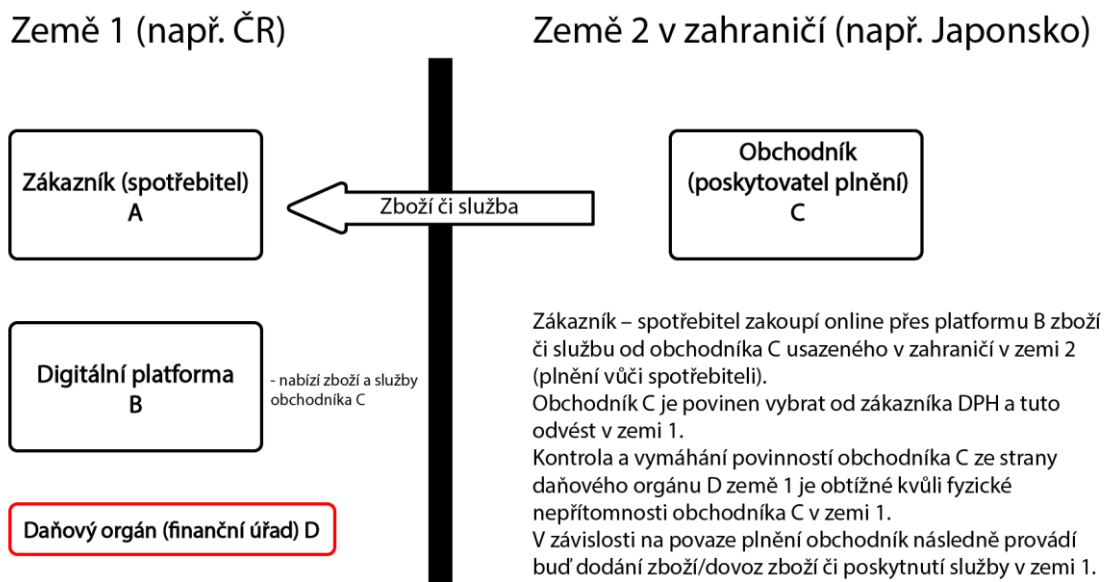 Země 1 (např. ČR)
Země 2 v zahraničí (např. Japonsko)
Zákazník (spotřebitel)
A
Zboží či služba
Obchodník
(poskytovatel plnění)
C
Digitální platforma
B
- nabízí zboží a služby
obchodníka C
Daňový orgán (finanční úřad) D
Zákazník – spotřebitel zakoupí online přes platformu B zboží
či službu od obchodníka C usazeného v zahraničí v zemi 2
(plnění vůči spotřebiteli).
Obchodník C je povinen vybrat od zákazníka DPH a tuto
odvést v zemi 1.
Kontrola a vymáhání povinností obchodníka C ze strany
daňového orgánu D země 1 je obtížné kvůli fyzické
nepřítomnosti obchodníka C v zemi 1.
V závislosti na povaze plnění obchodník následně provádí
buď dodání zboží/dovoz zboží či poskytnutí služby v zemi 1.